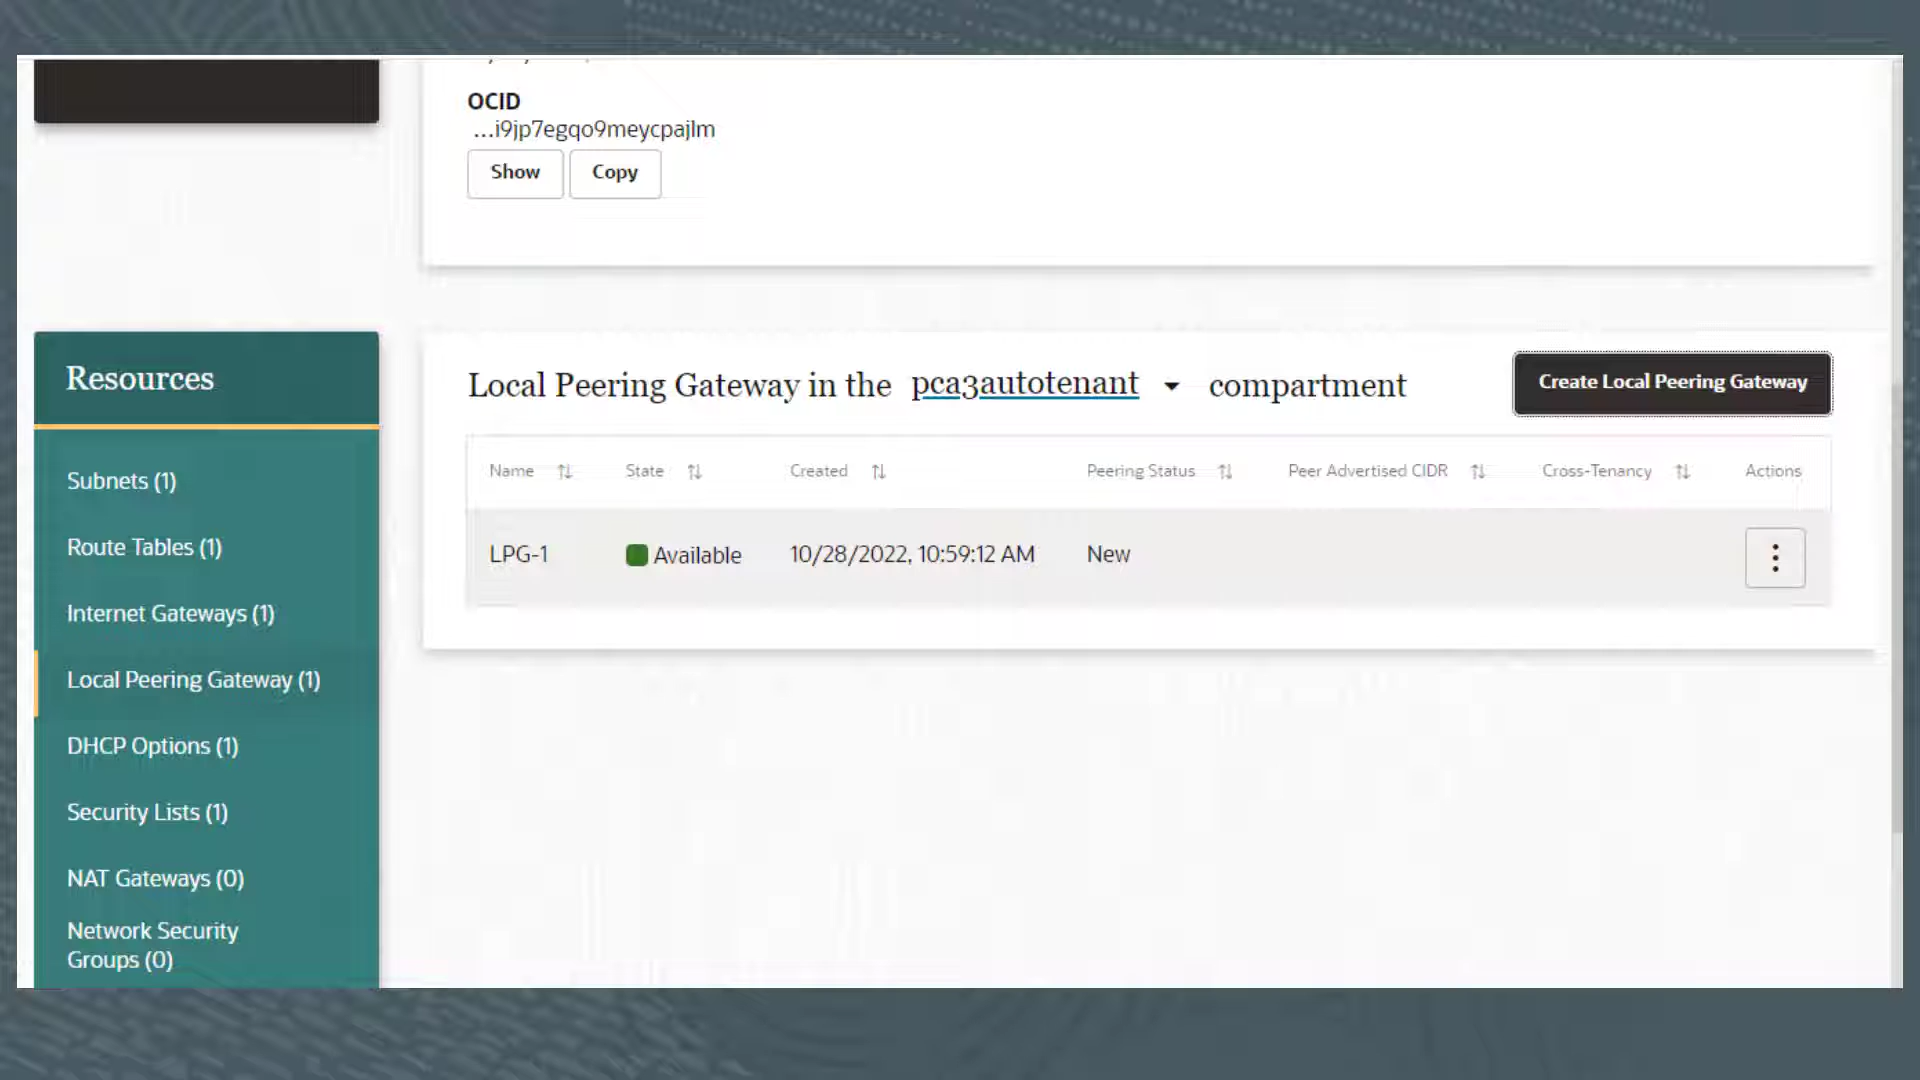 OCID
...i9jp7egqo9meycpajlm
Show Copy
Resources
Subnets (1)
Route Tables (1)
Internet Gateways (1)
Local Peering Gateway (1)
DHCP Options (1)
Security Lists (1)
NAT Gateways (0)
Network Security
Groups (0)
Local Peering Gateway in the pca3autotenant compartment
Create Local Peering Gateway
Name State Created Peering Status Peer Advertised CIDR Cross-Tenancy Actions
LPG-1 Available 10/28/2022, 10:59:12 AM New